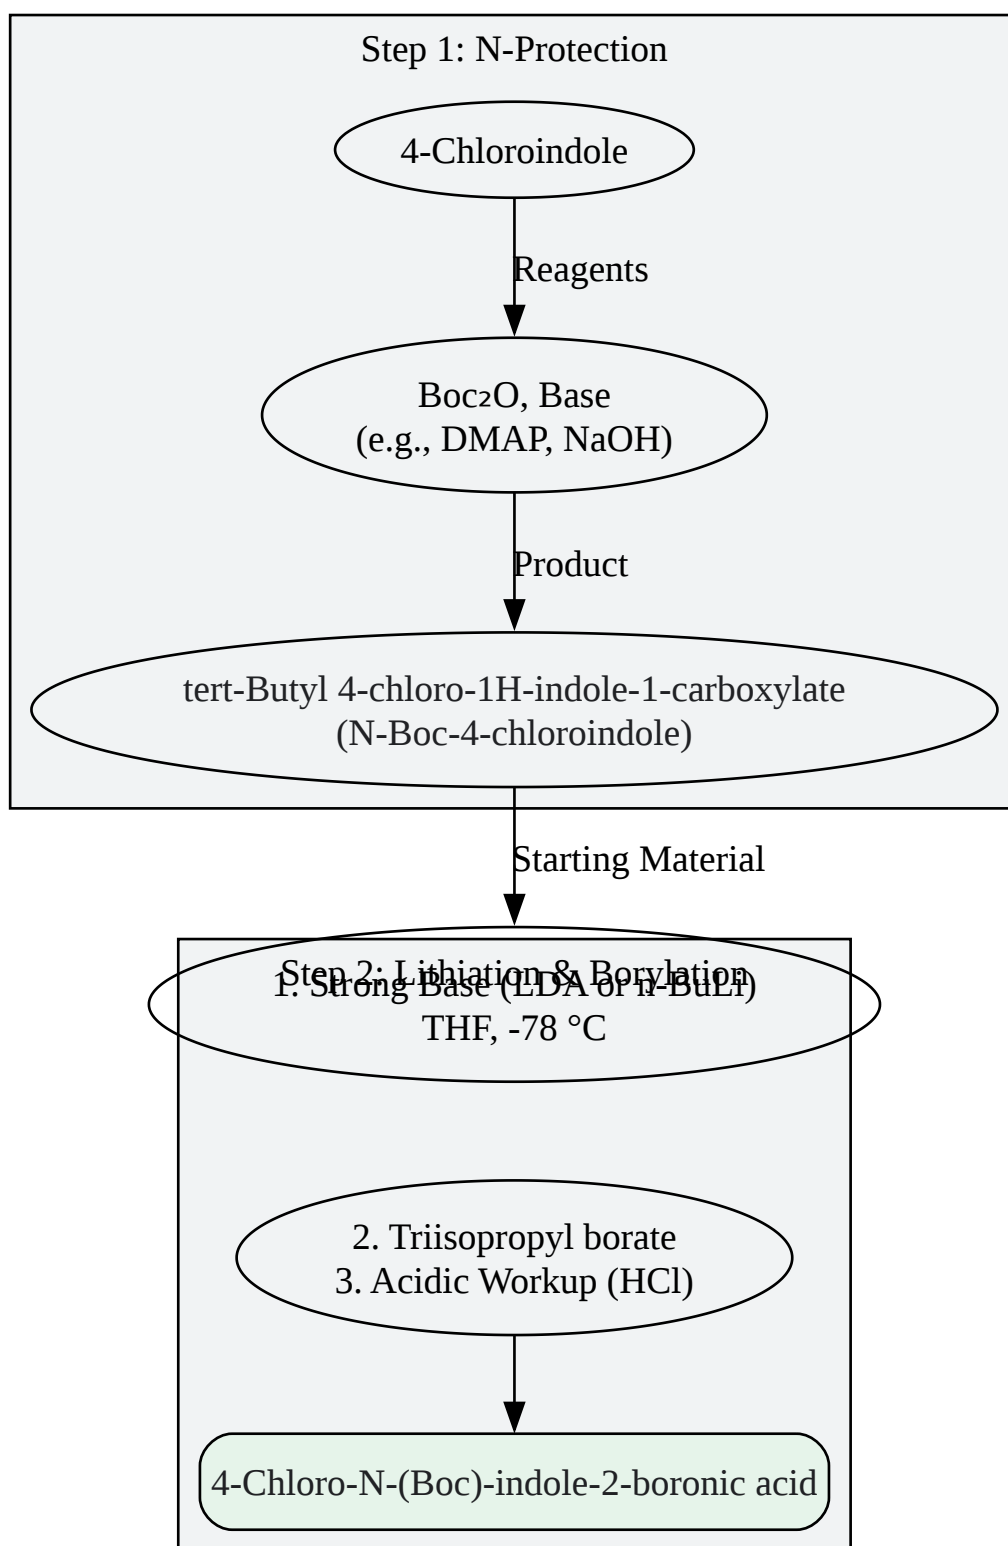 Step 1: N-Protection
4-Chloroindole
Reagents
Boc₂O, Base
(e.g., DMAP, NaOH)
Product
tert-Butyl 4-chloro-1H-indole-1-carboxylate
(N-Boc-4-chloroindole)
Starting Material
Step 2: Lithiation & Borylation
1. Strong Base (LDA or n-BuLi)
THF, -78 °C
2. Triisopropyl borate
3. Acidic Workup (HCl)
4-Chloro-N-(Boc)-indole-2-boronic acid